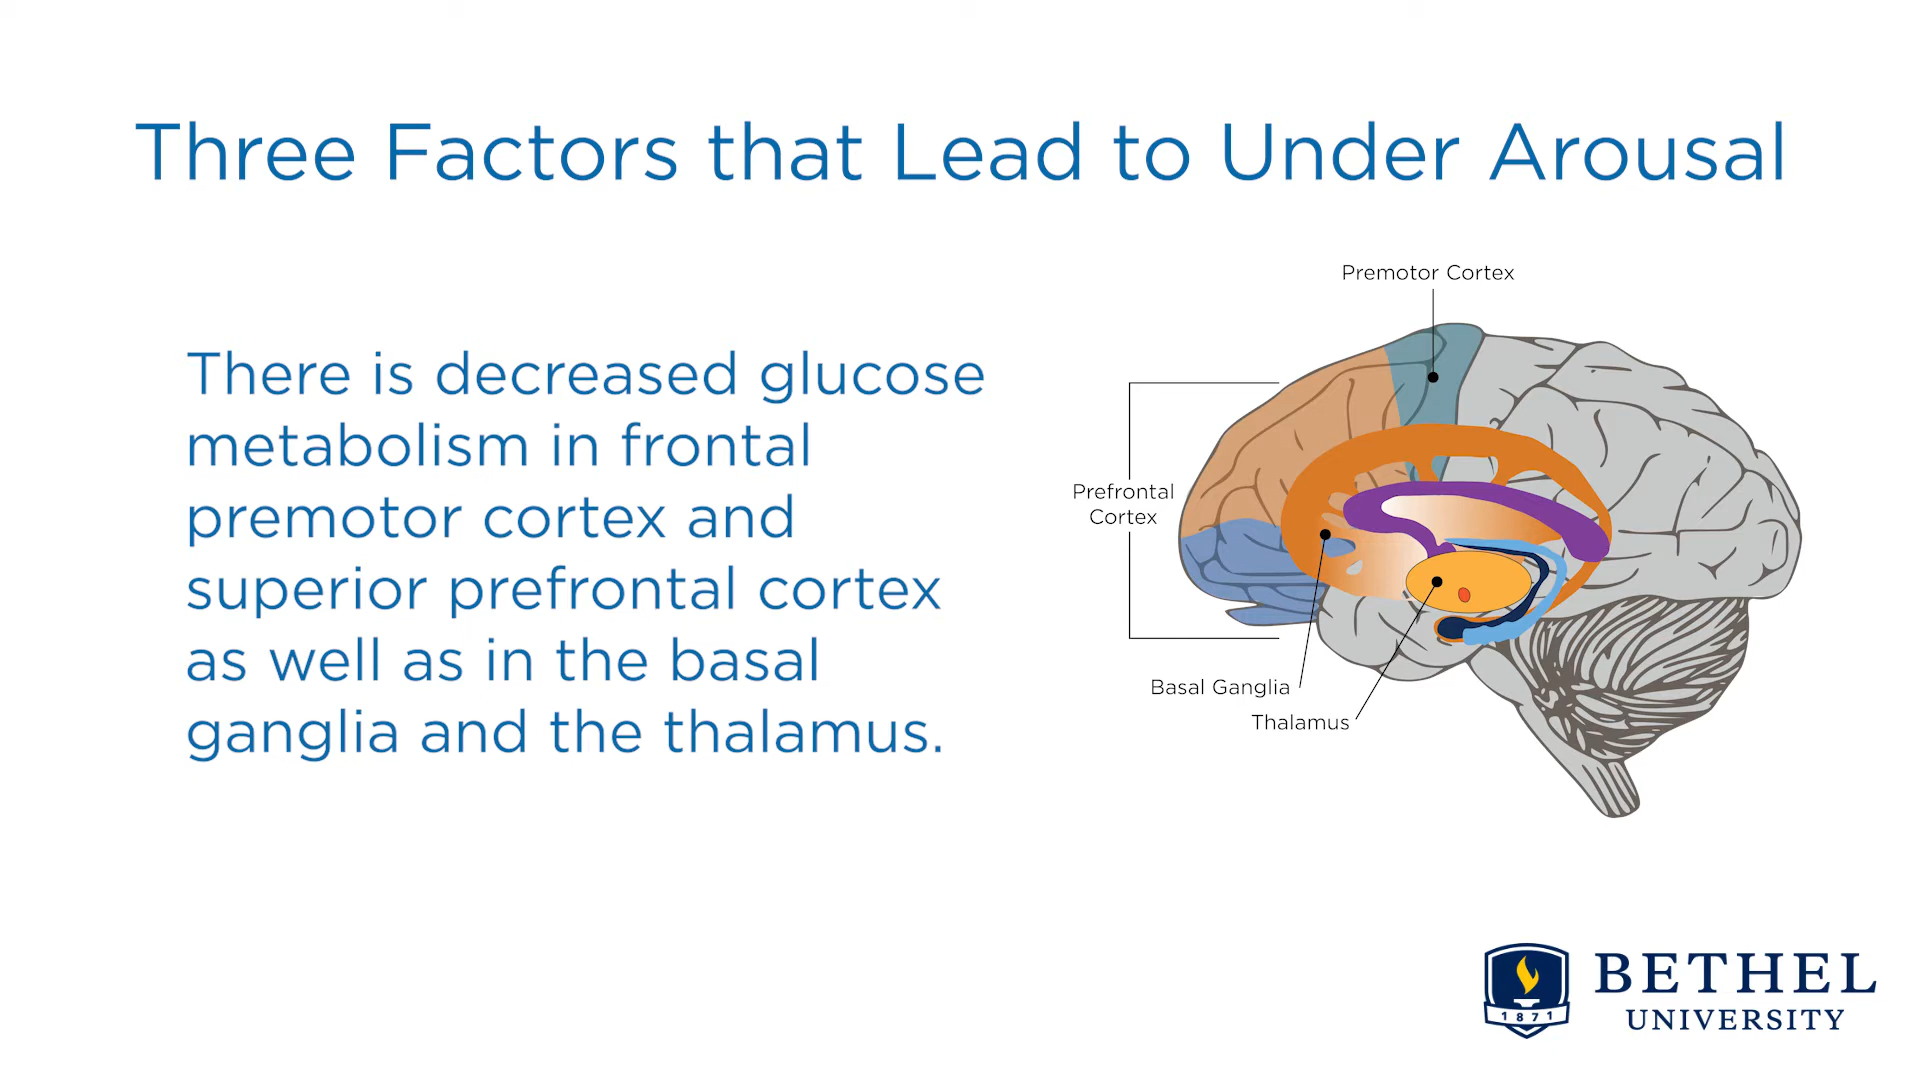 Three Factors that Lead to Under Arousal
There is decreased glucose
metabolism in frontal
premotor cortex and
superior prefrontal cortex
as well as in the basal
ganglia and the thalamus.
Premotor Cortex
Prefrontal
Cortex
Basal Ganglia
Thalamus
1871
BETHEL
UNIVERSITY